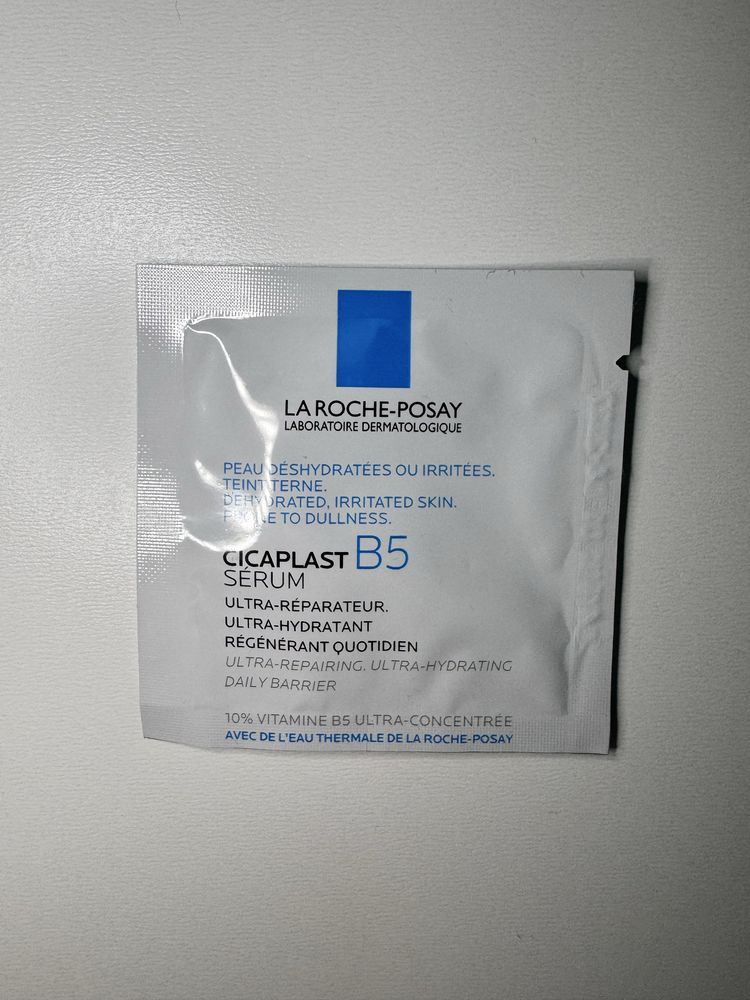 LA ROCHE-POSAY
LABORATOIRE DERMATOLOGIQUE
PEAU DÉSHYDRATÉES OU IRRITÉES.
TEINT TERNE.
DEHYDRATED, IRRITATED SKIN.
PRONE TO DULLNESS.
CICAPLAST B5
SÉRUM
ULTRA-RÉPARATEUR.
ULTRA-HYDRATANT
RÉGÉNÉRANT QUOTIDIEN
ULTRA-REPAIRING. ULTRA-HYDRATING
DAILY BARRIER
10% VITAMINE B5 ULTRA-CONCENTRÉE
AVEC DE L'EAU THERMALE DE LA ROCHE-POSAY